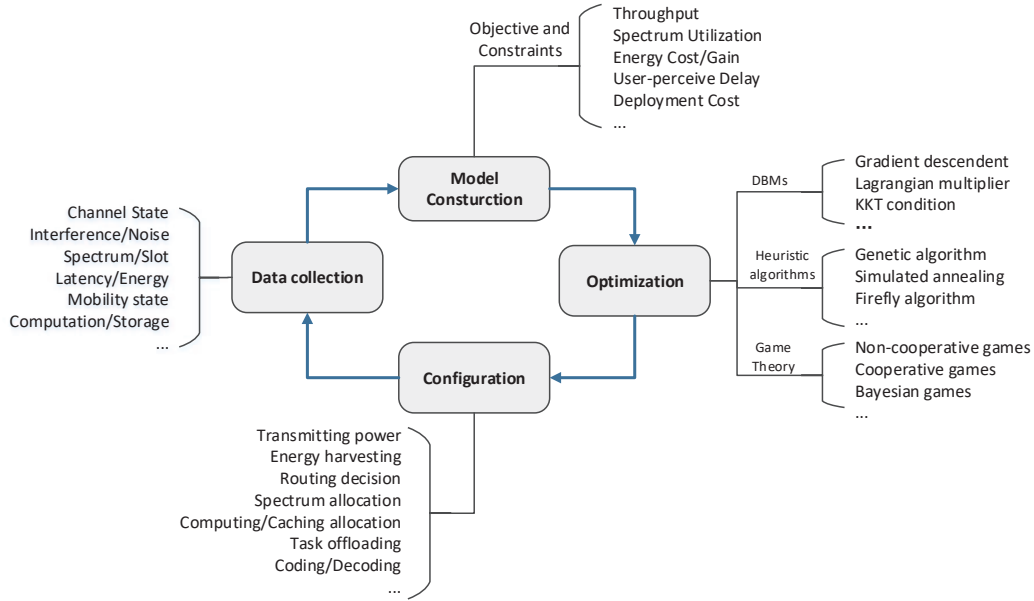 Objective and
Constraints
Throughput
Spectrum Utilization
Energy Cost/Gain
User-perceive Delay
Deployment Cost
...
Model
Consturction
DBMs
Gradient descendent
Lagrangian multiplier
KKT condition
...
Channel State
Interference/Noise
Spectrum/Slot
Latency/Energy
Mobility state
Computation/Storage
...
Data collection
Optimization
Heuristic
algorithms
Genetic algorithm
Simulated annealing
Firefly algorithm
...
Game
Theory
Non-cooperative games
Cooperative games
Bayesian games
...
Configuration
Transmitting power
Energy harvesting
Routing decision
Spectrum allocation
Computing/Caching allocation
Task offloading
Coding/Decoding
...